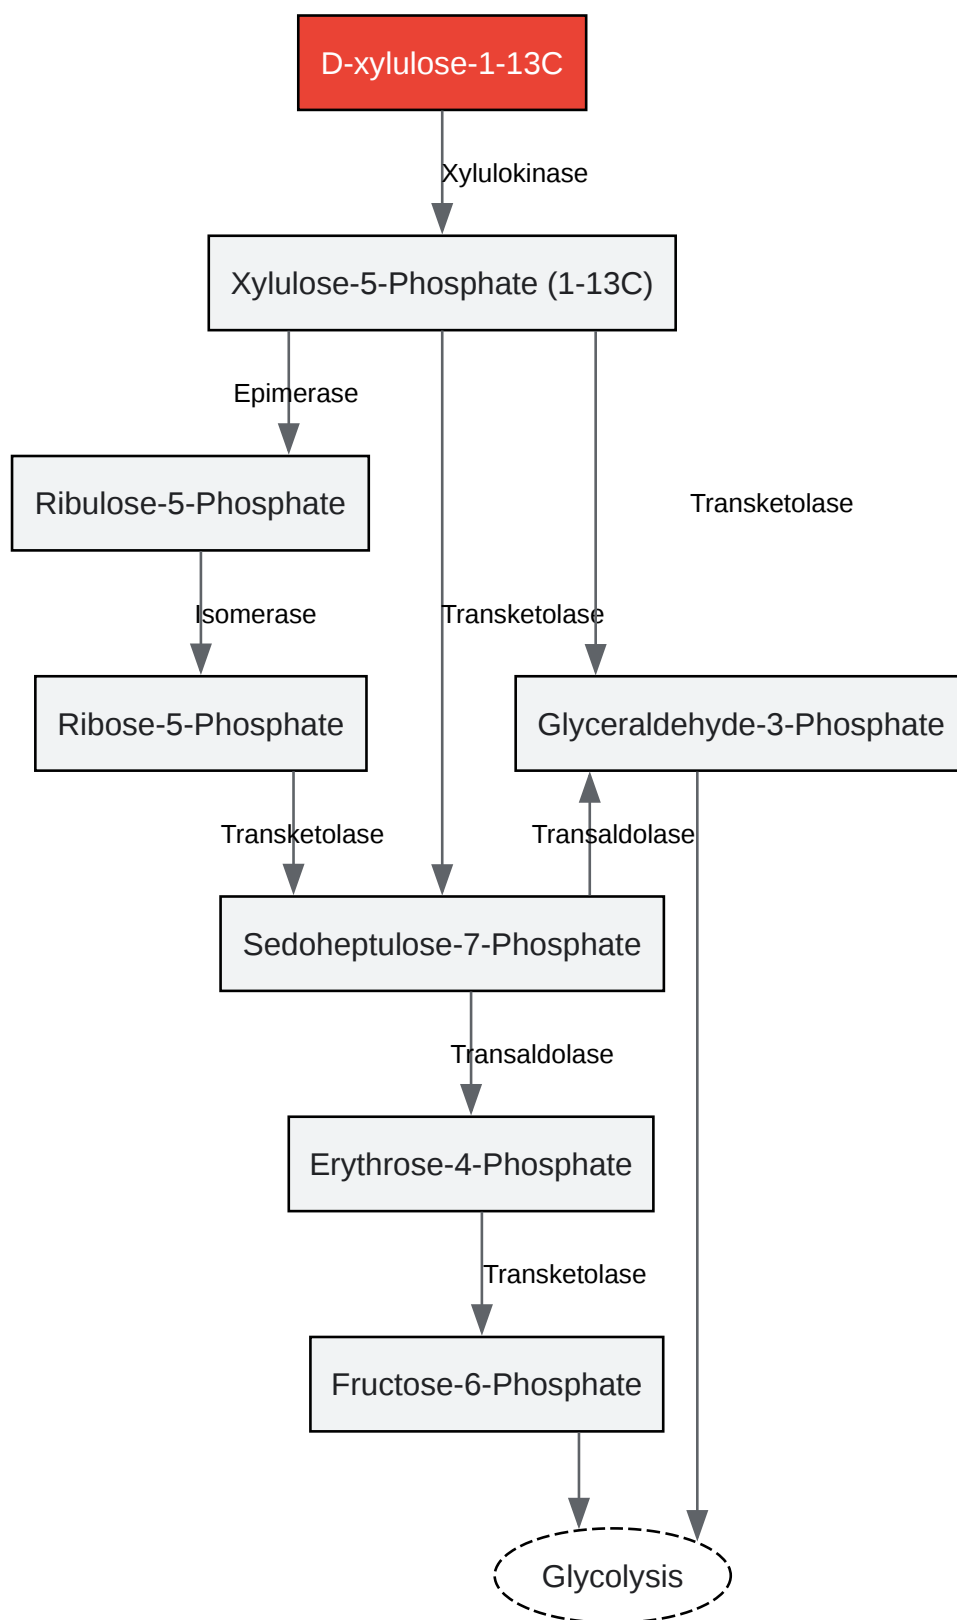 D-xylulose-1-13C
Xylulokinase
Xylulose-5-Phosphate (1-13C)
Epimerase
Ribulose-5-Phosphate
Transketolase
Isomerase
Transketolase
Ribose-5-Phosphate
Glyceraldehyde-3-Phosphate
Transketolase
Transaldolase
Sedoheptulose-7-Phosphate
Transaldolase
Erythrose-4-Phosphate
Transketolase
Fructose-6-Phosphate
Glycolysis